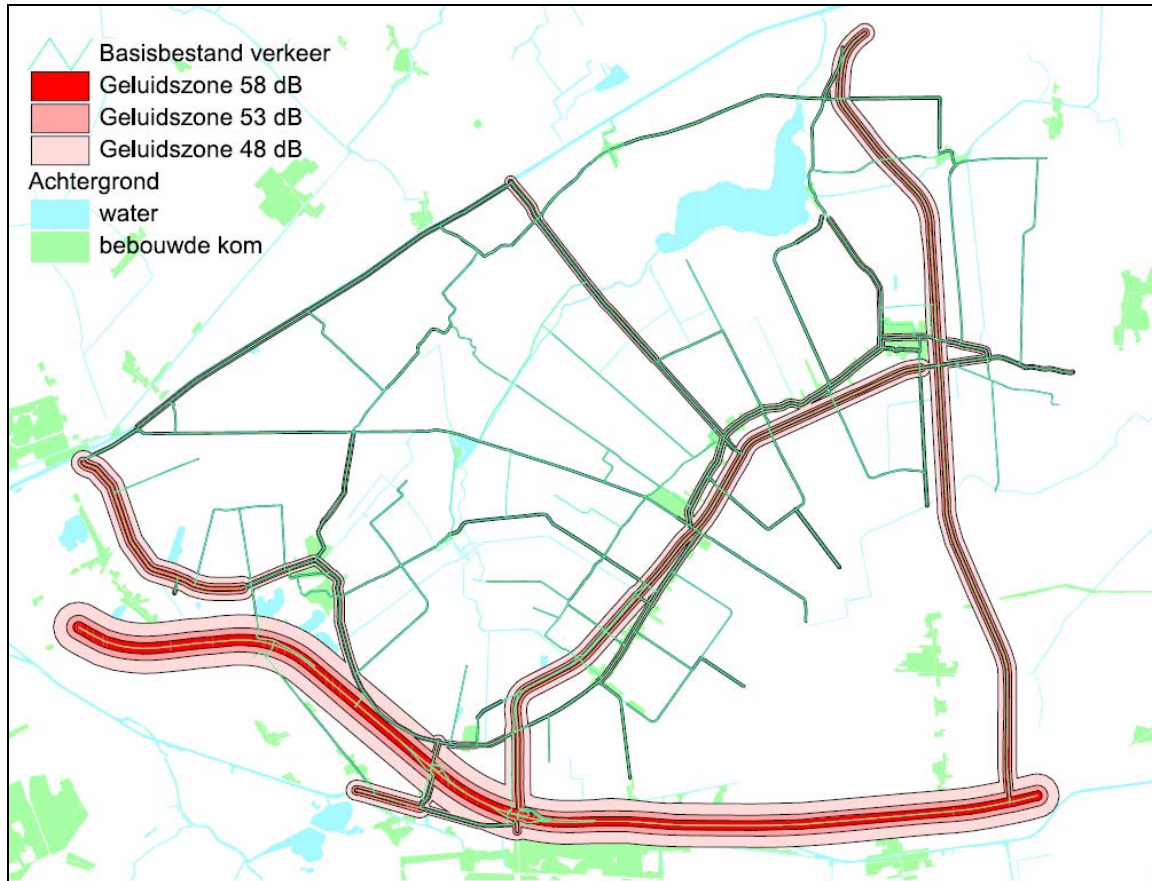 Basisbestand verkeer
Geluidszone 58 dB
Geluidszone 53 dB
Geluidszone 48 dB
Achtergrond
water
bebouwde kom